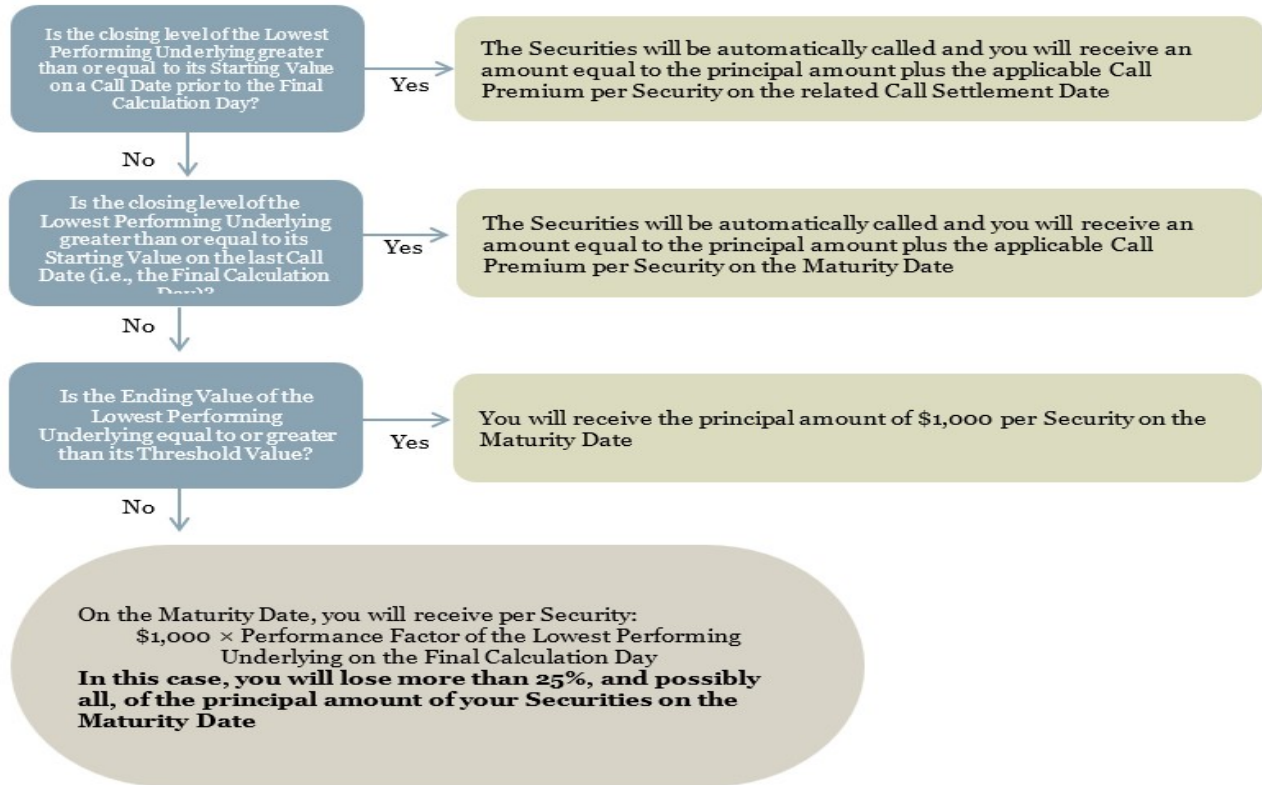 Is the closing level of the Lowest
Performing Underlying greater
than or equal to its Starting Value
on a Call Date prior to the Final
Calculation Day?
Yes
The Securities will be automatically called and you will receive an
amount equal to the principal amount plus the applicable Call
Premium per Security on the related Call Settlement Date
No
Is the closing level of the
Lowest Performing Underlying
greater than or equal to its
Starting Value on the last Call
Date (i.e., the Final Calculation
Day)?
Yes
The Securities will be automatically called and you will receive an
amount equal to the principal amount plus the applicable Call
Premium per Security on the Maturity Date
No
Is the Ending Value of the
Lowest Performing
Underlying equal to or greater
than its Threshold Value?
Yes
You will receive the principal amount of $1,000 per Security on the
Maturity Date
No
On the Maturity Date, you will receive per Security:
$1,000 × Performance Factor of the Lowest Performing
Underlying on the Final Calculation Day
In this case, you will lose more than 25%, and possibly
all, of the principal amount of your Securities on the
Maturity Date